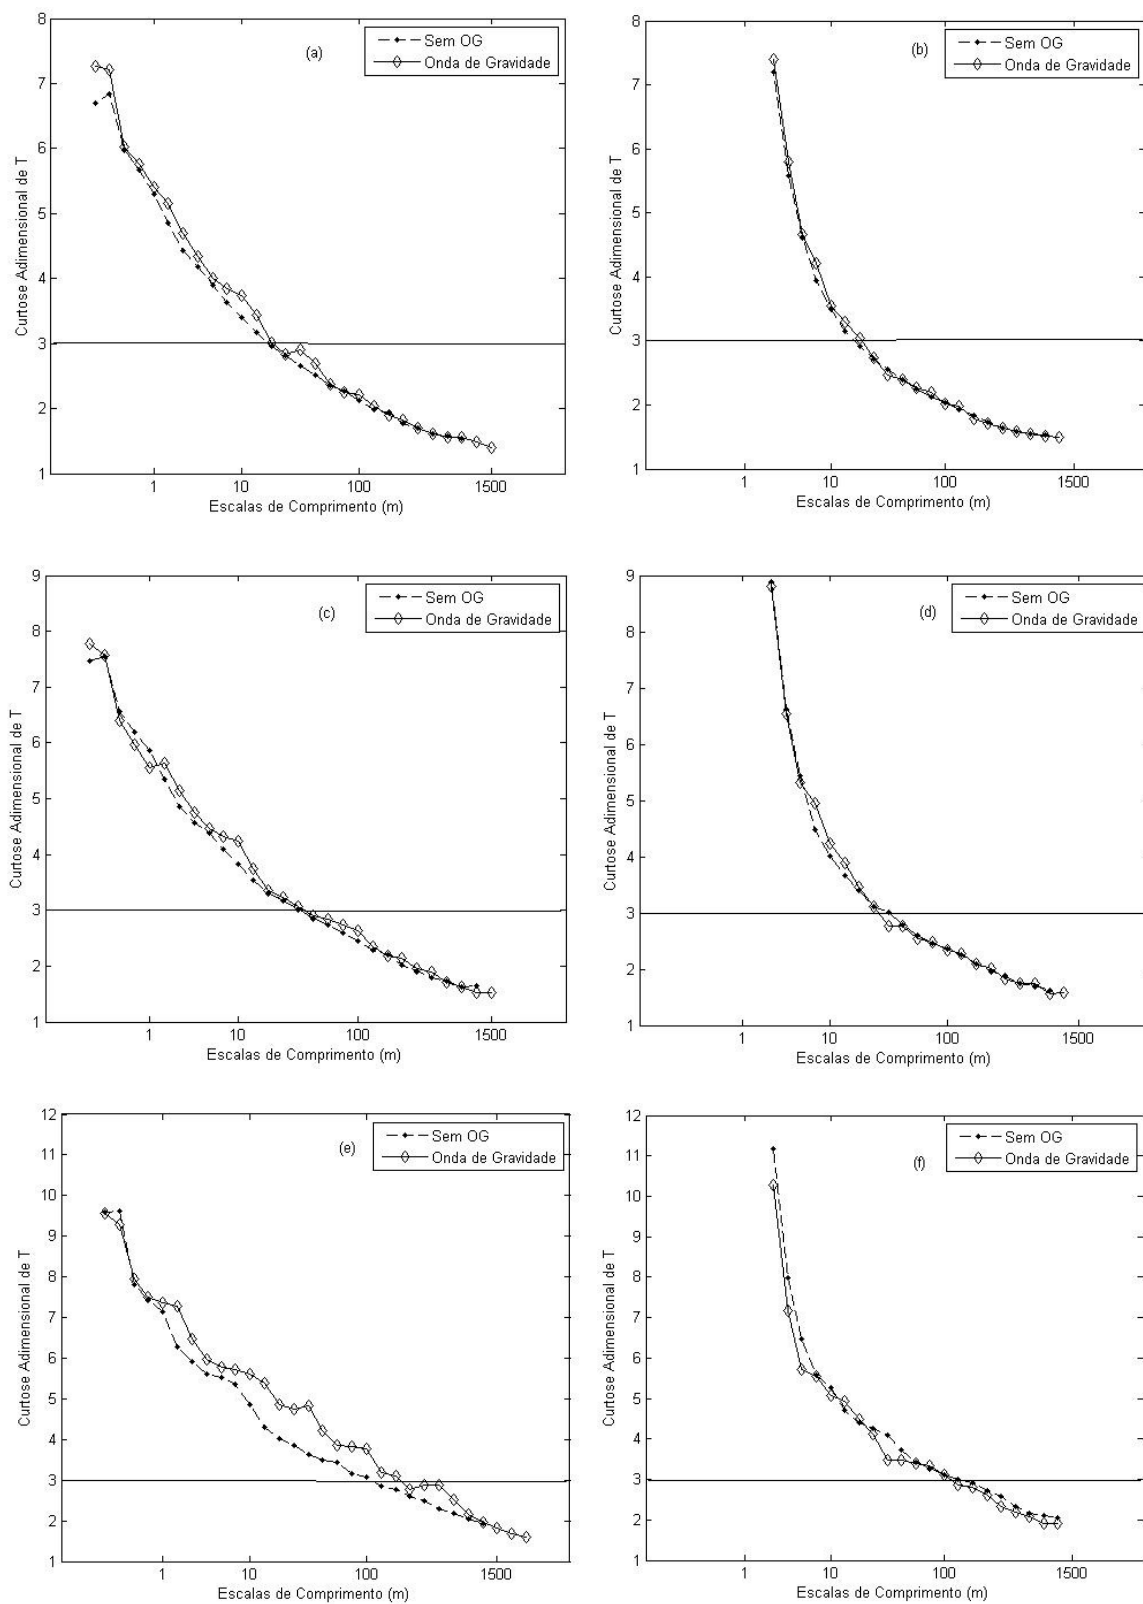 8
7
6
5
4
3
2
1
Curtose Adimensional de T
(a)
Sem OG
Onda de Gravidade
1 10 100 1500
Escalas de Comprimento (m)
8
7
6
5
4
3
2
1
Curtose Adimensional de T
(b)
Sem OG
Onda de Gravidade
1 10 100 1500
Escalas de Comprimento (m)
9
8
7
6
5
4
3
2
1
Curtose Adimensional de T
(c)
Sem OG
Onda de Gravidade
1 10 100 1500
Escalas de Comprimento (m)
9
8
7
6
5
4
3
2
1
Curtose Adimensional de T
(d)
Sem OG
Onda de Gravidade
1 10 100 1500
Escalas de Comprimento (m)
12
11
10
9
8
7
6
5
4
3
2
1
Curtose Adimensional de T
(e)
Sem OG
Onda de Gravidade
1 10 100 1500
Escalas de Comprimento (m)
12
11
10
9
8
7
6
5
4
3
2
1
Curtose Adimensional de T
(f)
Sem OG
Onda de Gravidade
1 10 100 1500
Escalas de Comprimento (m)